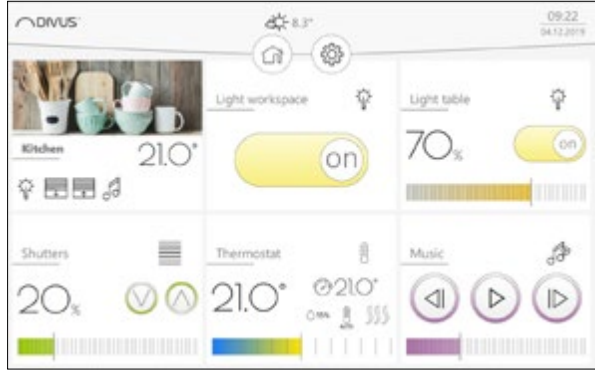 DIVUS
8.3°
09:22
04.12.2019
Kitchen
21.0°
Light workspace
on
Light table
70%
on
Shutters
20%
Thermostat
21.0°
21.0°
Music